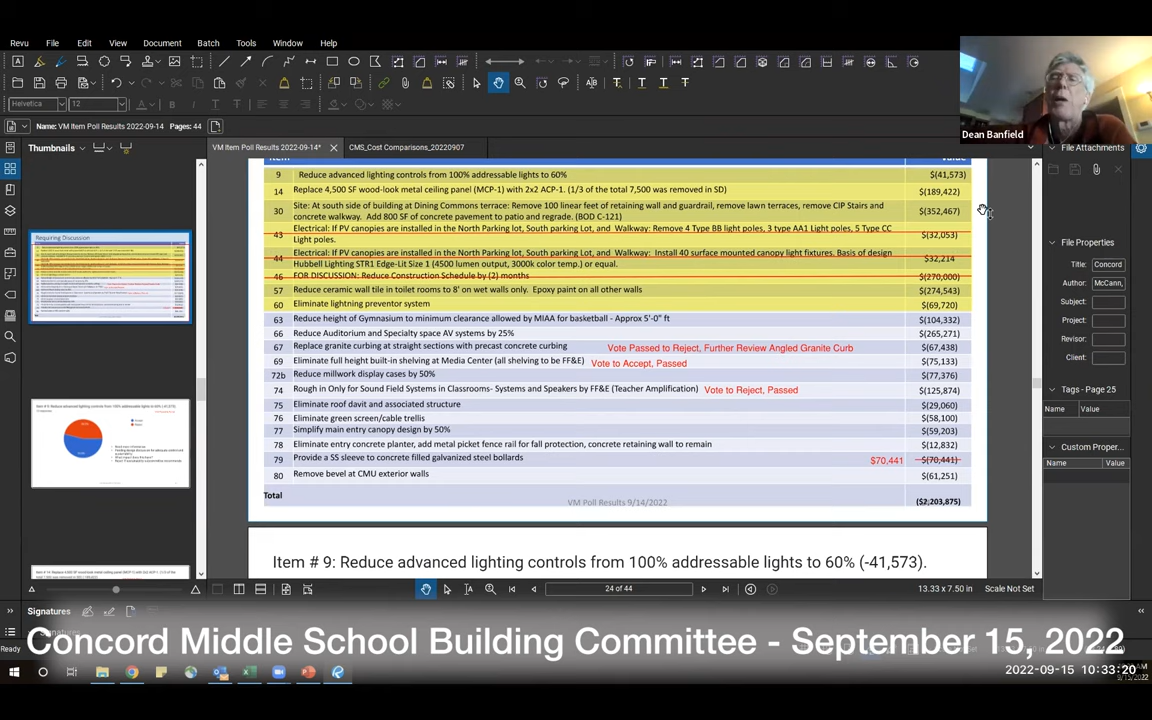 Revu File Edit View Document Batch Tools Window Help
Helvetica 12
Name: VM Item Poll Results 2022-09-14 Pages: 44
Dean Banfield
Thumbnails
VM Item Poll Results 2022-09-14*
CMS_Cost Comparisons_20220907
File Attachments
9 Reduce advanced lighting controls from 100% addressable lights to 60% $(41,573)
14 Replace 4,500 SF wood-look metal ceiling panel (MCP-1) with 2x2 ACP-1. (1/3 of the total 7,500 was removed in SD) $(189,422)
30 Site: At south side of building at Dining Commons terrace: Remove 100 linear feet of retaining wall and guardrail, remove lawn terraces, remove CIP Stairs and $(352,467)
concrete walkway. Add 800 SF of concrete pavement to patio and regrade. (BOD C-121)
43 Electrical: If PV canopies are installed in the North Parking lot, South parking Lot, and Walkway: Remove 4 Type BB light poles, 3 type AA1 Light poles, 5 Type CC $(32,053)
Light poles.
44 Electrical: If PV canopies are installed in the North Parking lot, South parking Lot, and Walkway: Install 40 surface mounted canopy light fixtures. Basis of design $32,214
Hubbell Lighting STR1 Edge-Lit Size 1 (4500 lumen output, 3000k color temp.) or equal.
46 FOR DISCUSSION: Reduce Construction Schedule by (2) months $(270,000)
57 Reduce ceramic wall tile in toilet rooms to 8' on wet walls only. Epoxy paint on all other walls $(274,543)
60 Eliminate lightning preventor system $(69,720)
63 Reduce height of Gymnasium to minimum clearance allowed by MIAA for basketball - Approx 5'-0" ft $(104,332)
66 Reduce Auditorium and Specialty space AV systems by 25% $(265,271)
67 Replace granite curbing at straight sections with precast concrete curbing Vote Passed to Reject, Further Review Angled Granite Curb $(67,438)
69 Eliminate full height built-in shelving at Media Center (all shelving to be FF&E) Vote to Accept, Passed $(75,133)
72b Reduce millwork display cases by 50% $(77,376)
74 Rough in Only for Sound Field Systems in Classrooms- Systems and Speakers by FF&E (Teacher Amplification) Vote to Reject, Passed $(125,874)
75 Eliminate roof davit and associated structure $(29,060)
76 Eliminate green screen/cable trellis $(58,100)
77 Simplify main entry canopy design by 50% $(59,203)
78 Eliminate entry concrete planter, add metal picket fence rail for fall protection, concrete retaining wall to remain $(12,832)
79 Provide a SS sleeve to concrete filled galvanized steel bollards $70,441 $(70,441)
80 Remove bevel at CMU exterior walls $(61,251)
Total ($2,203,875)
VM Poll Results 9/14/2022
Item # 9: Reduce advanced lighting controls from 100% addressable lights to 60% (-41,573).
Requiring Discussion
File Properties
Title: Concord
Author: McCann,
Subject:
Project:
Revisor:
Client:
Tags - Page 25
Name Value
Custom Proper...
Name Value
24 of 44
13.33 x 7.50 in
Scale Not Set
Signatures
Ready
Concord Middle School Building Committee - September 15, 2022
2022-09-15 10:33:20